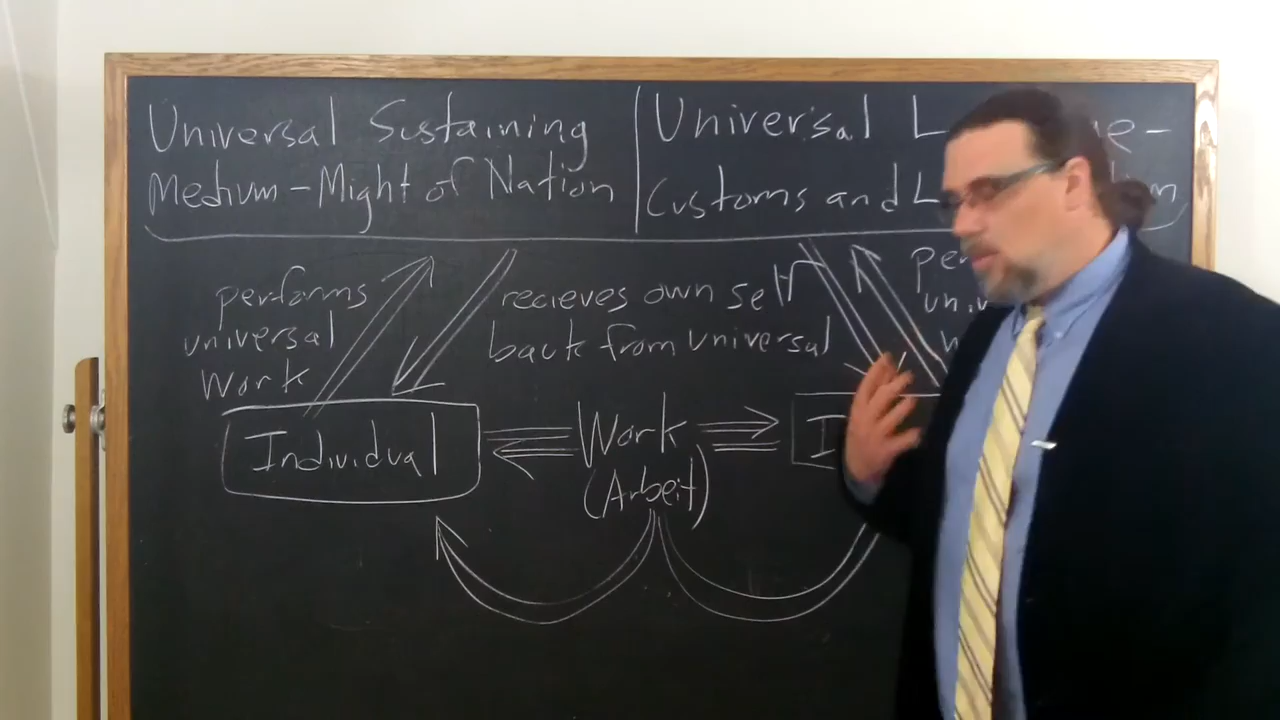 Universal Sustaining
Medium - Might of Nation
Universal
Customs and
performs
universal
work
recieves own self
back from universal
Individual
Work
(Arbeit)